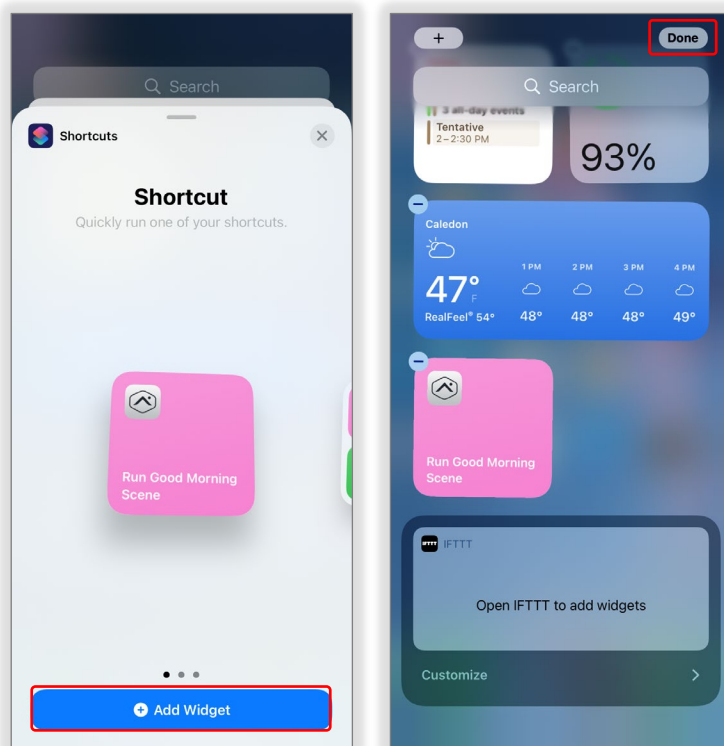 Search
Shortcuts
Shortcut
Quickly run one of your shortcuts.
Run Good Morning
Scene
Add Widget
+
Done
Search
3 all-day events
Tentative
2–2:30 PM
93%
Caledon
1 PM 2 PM 3 PM 4 PM
47°F
RealFeel® 54° 48° 48° 48° 49°
Run Good Morning
Scene
IFTTT IFTTT
Open IFTTT to add widgets
Customize